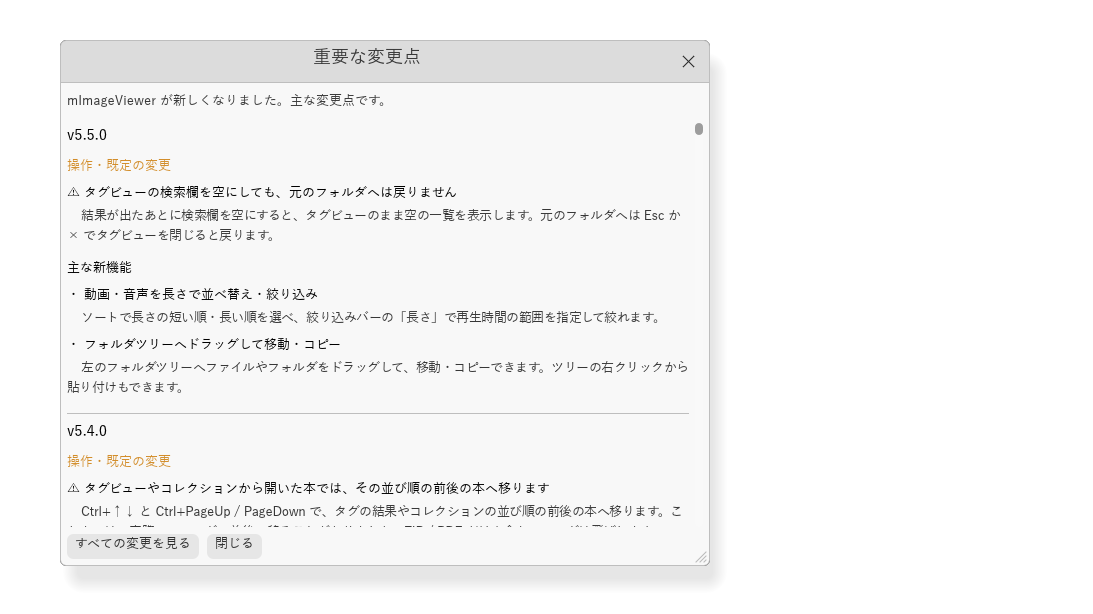 重要な変更点
mImageViewer が新しくなりました。主な変更点です。
v5.5.0
操作・既定の変更
⚠ タグビューの検索欄を空にしても、元のフォルダへは戻りません
結果が出たあとに検索欄を空にすると、タグビューのまま空の一覧を表示します。元のフォルダへは Esc か
× でタグビューを閉じると戻ります。
主な新機能
・ 動画・音声を長さで並べ替え・絞り込み
ソートで長さの短い順・長い順を選べ、絞り込みバーの「長さ」で再生時間の範囲を指定して絞れます。
・ フォルダツリーへドラッグして移動・コピー
左のフォルダツリーへファイルやフォルダをドラッグして、移動・コピーできます。ツリーの右クリックから
貼り付けもできます。
v5.4.0
操作・既定の変更
⚠ タグビューやコレクションから開いた本では、その並び順の前後の本へ移ります
Ctrl+↑↓ と Ctrl+PageUp / PageDown で、タグの結果やコレクションの並び順の前後の本へ移ります。こ
すべての変更を見る 閉じる